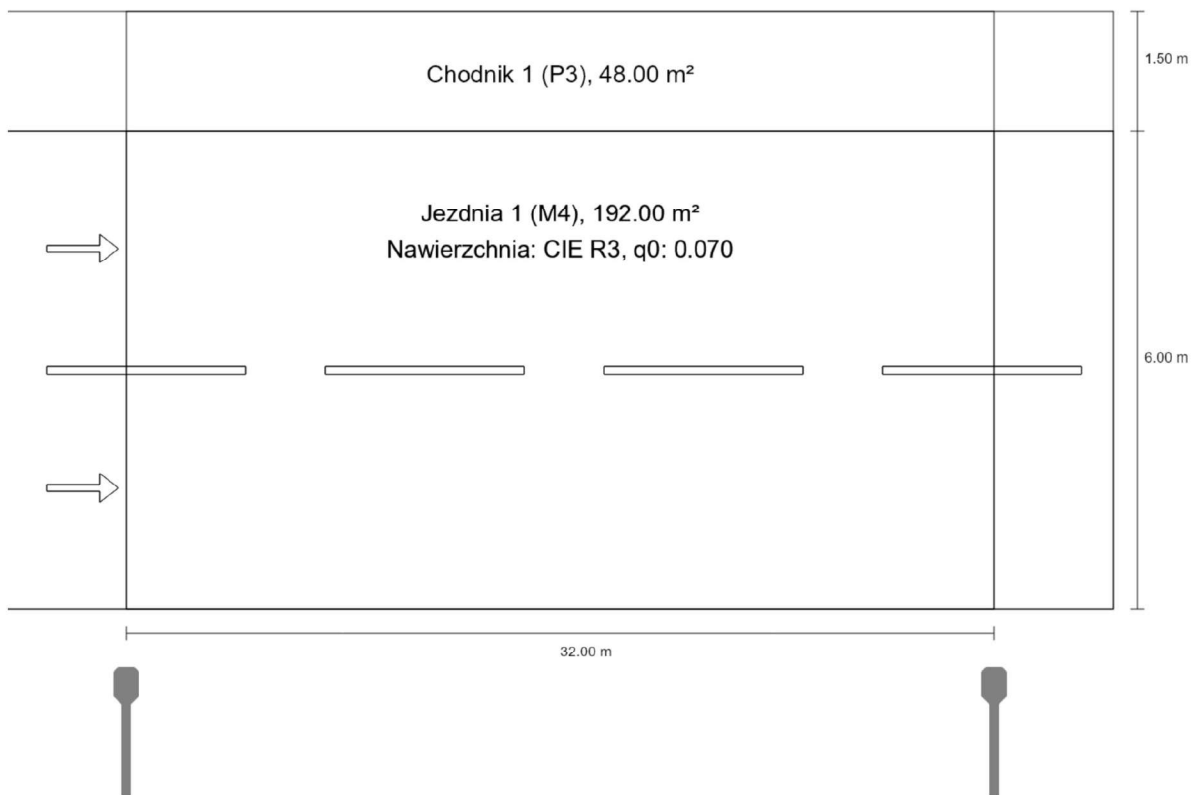 Chodnik 1 (P3), 48.00 m²
1.50 m
Jezdnia 1 (M4), 192.00 m²
Nawierzchnia: CIE R3, q0: 0.070
6.00 m
32.00 m